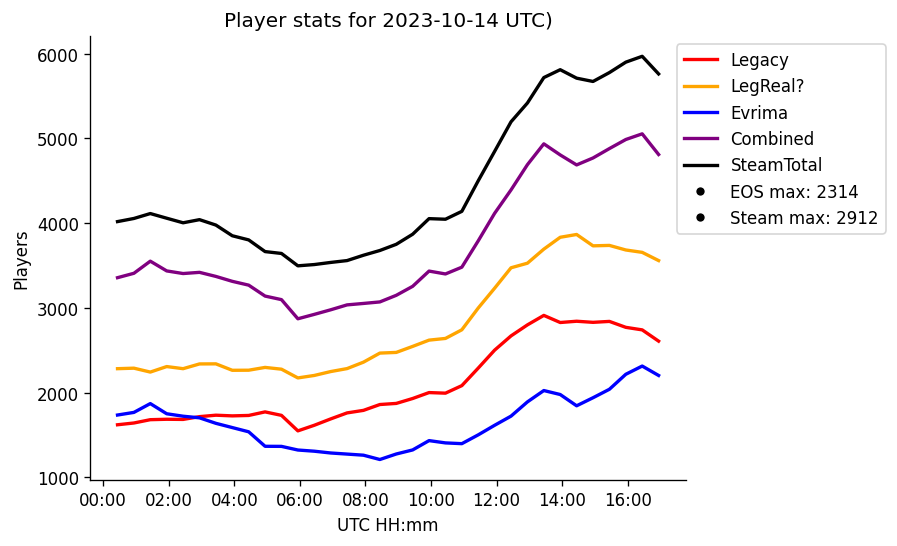 Player stats for 2023-10-14 UTC)
Players
6000
5000
4000
3000
2000
1000
00:00 02:00 04:00 06:00 08:00 10:00 12:00 14:00 16:00
UTC HH:mm
Legacy
LegReal?
Evrima
Combined
SteamTotal
EOS max: 2314
Steam max: 2912